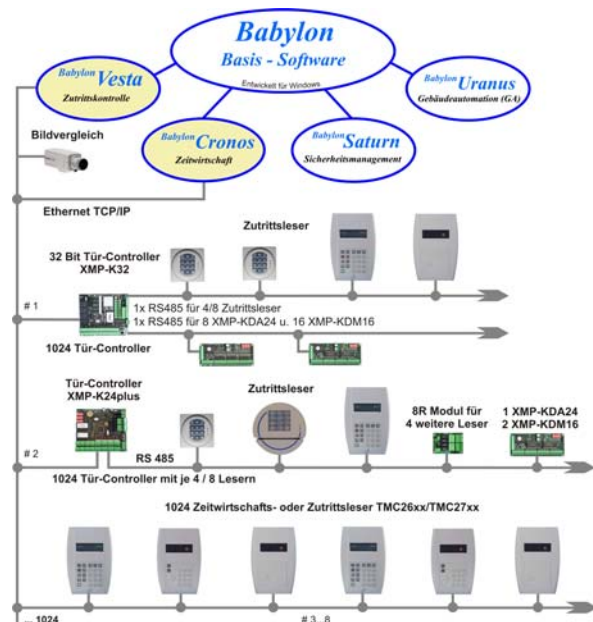 Babylon
Basis - Software
Entwickelt für Windows
Babylon Vesta
Zutrittskontrolle
Babylon Uranus
Gebäudeautomation (GA)
Babylon Cronos
Zeitwirtschaft
Babylon Saturn
Sicherheitsmanagement
Bildvergleich
Ethernet TCP/IP
Zutrittsleser
32 Bit Tür-Controller
XMP-K32
# 1
1x RS485 für 4/8 Zutrittsleser
1x RS485 für 8 XMP-KDA24 u. 16 XMP-KDM16
1024 Tür-Controller
Tür-Controller
XMP-K24plus
Zutrittsleser
8R Modul für
4 weitere Leser
1 XMP-KDA24
2 XMP-KDM16
# 2
RS 485
1024 Tür-Controller mit je 4 / 8 Lesern
1024 Zeitwirtschafts- oder Zutrittsleser TMC26xx/TMC27xx
... 1024
# 3...8